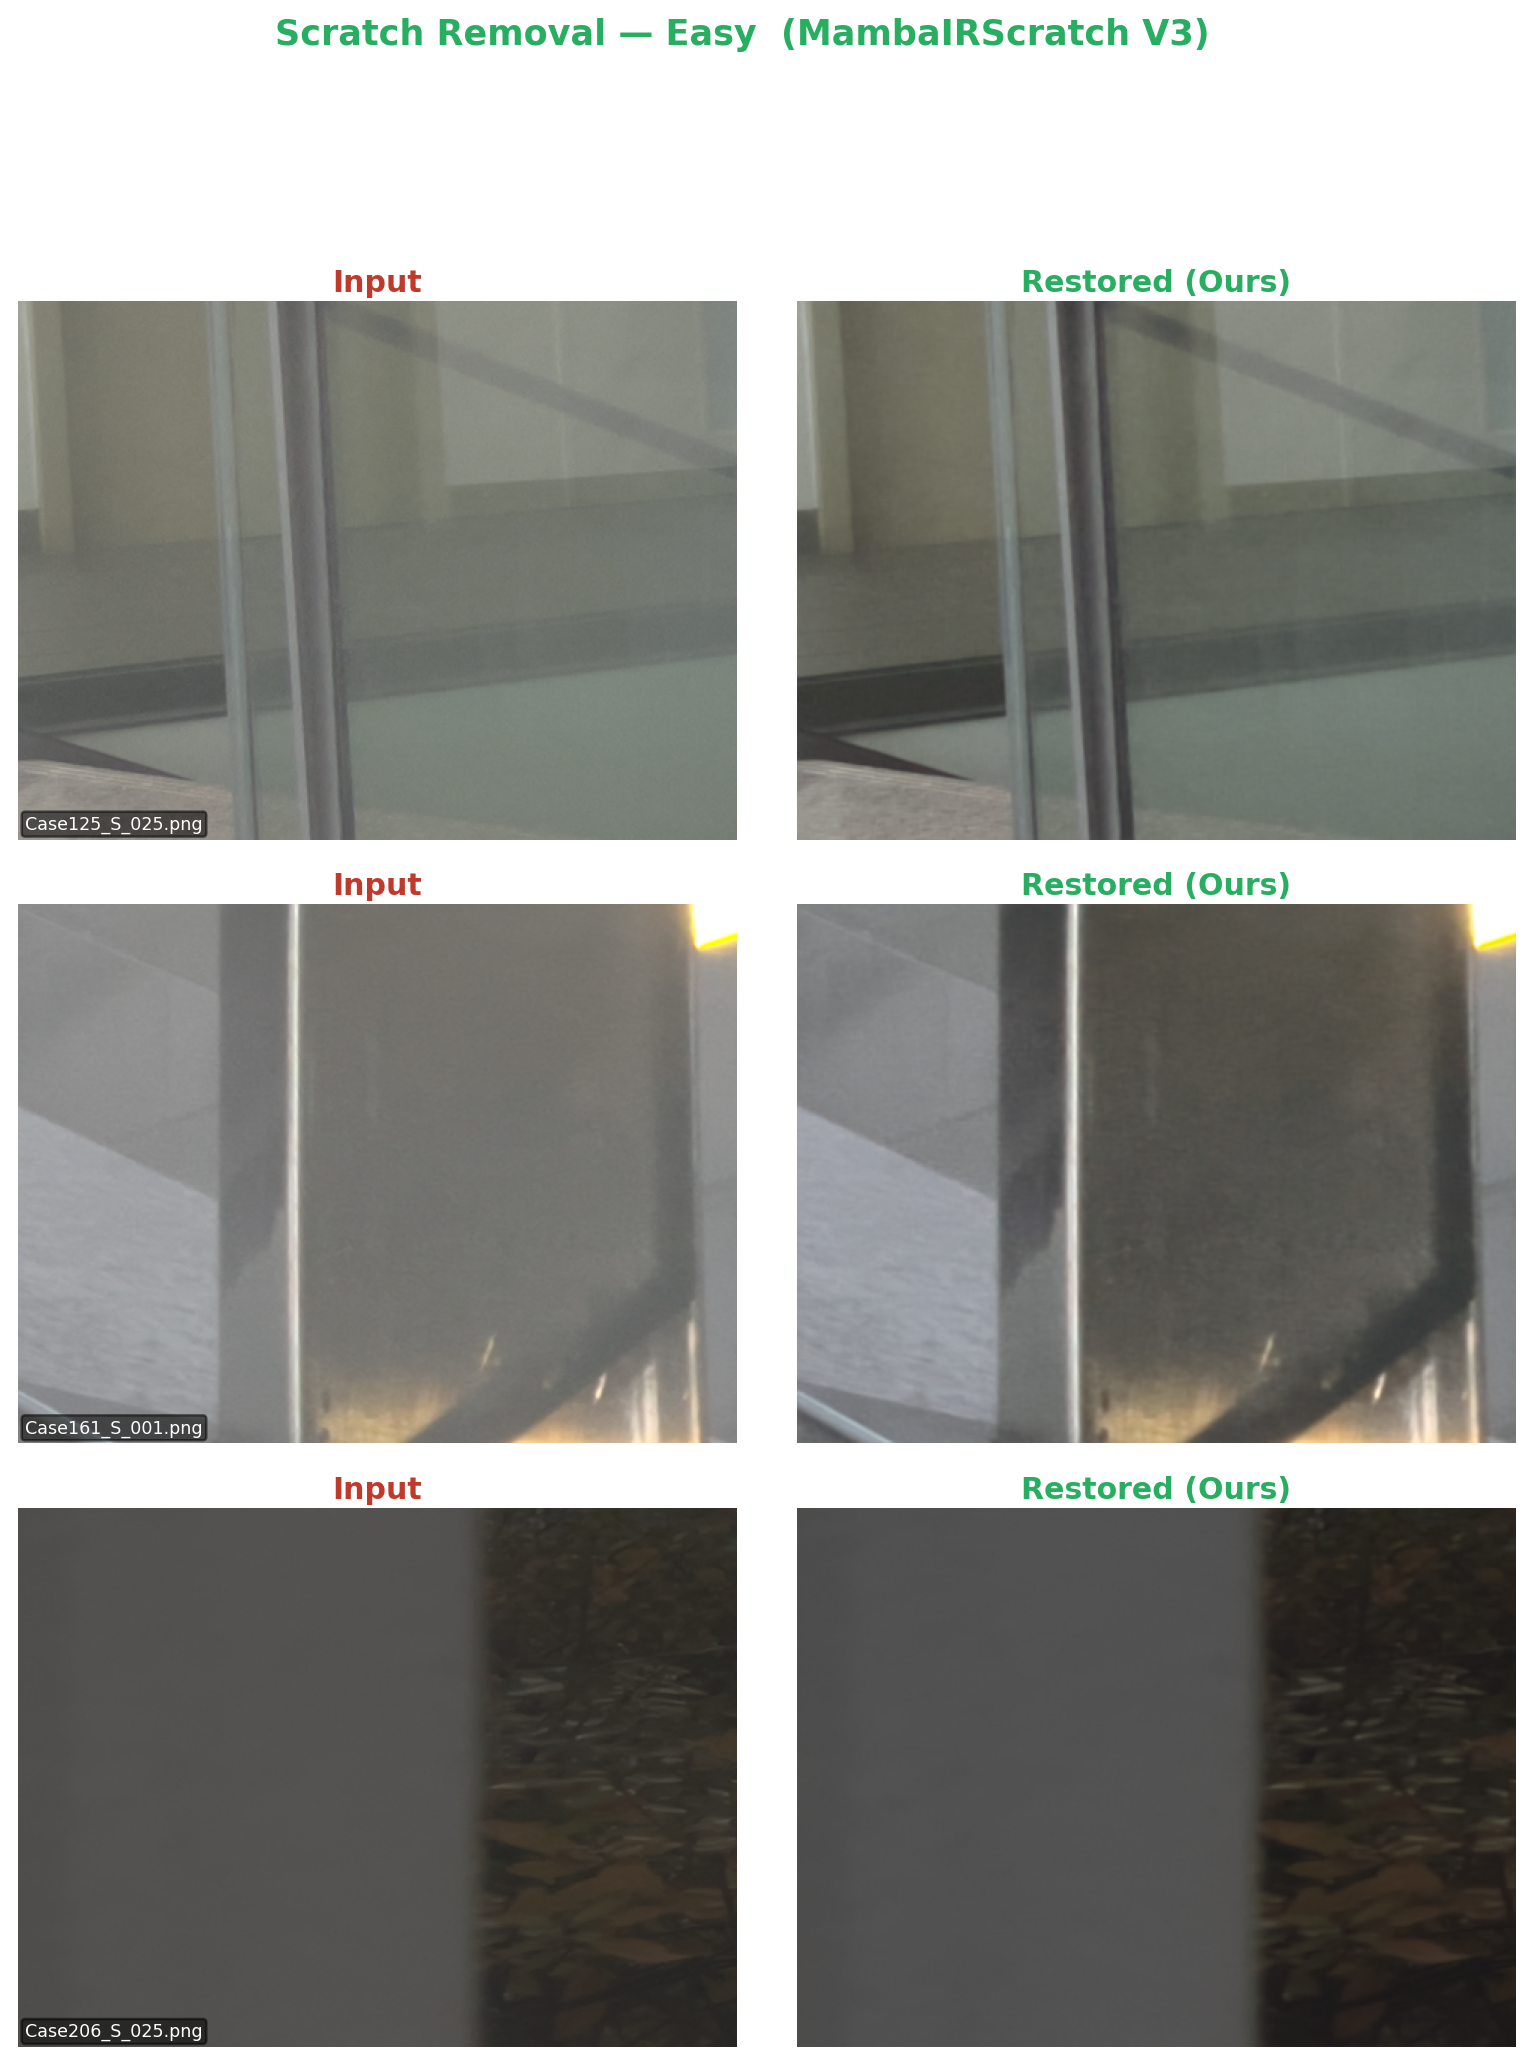 Scratch Removal — Easy (MambaIRScratch V3)
Input
Restored (Ours)
Case125_S_025.png
Input
Restored (Ours)
Case161_S_001.png
Input
Restored (Ours)
Case206_S_025.png